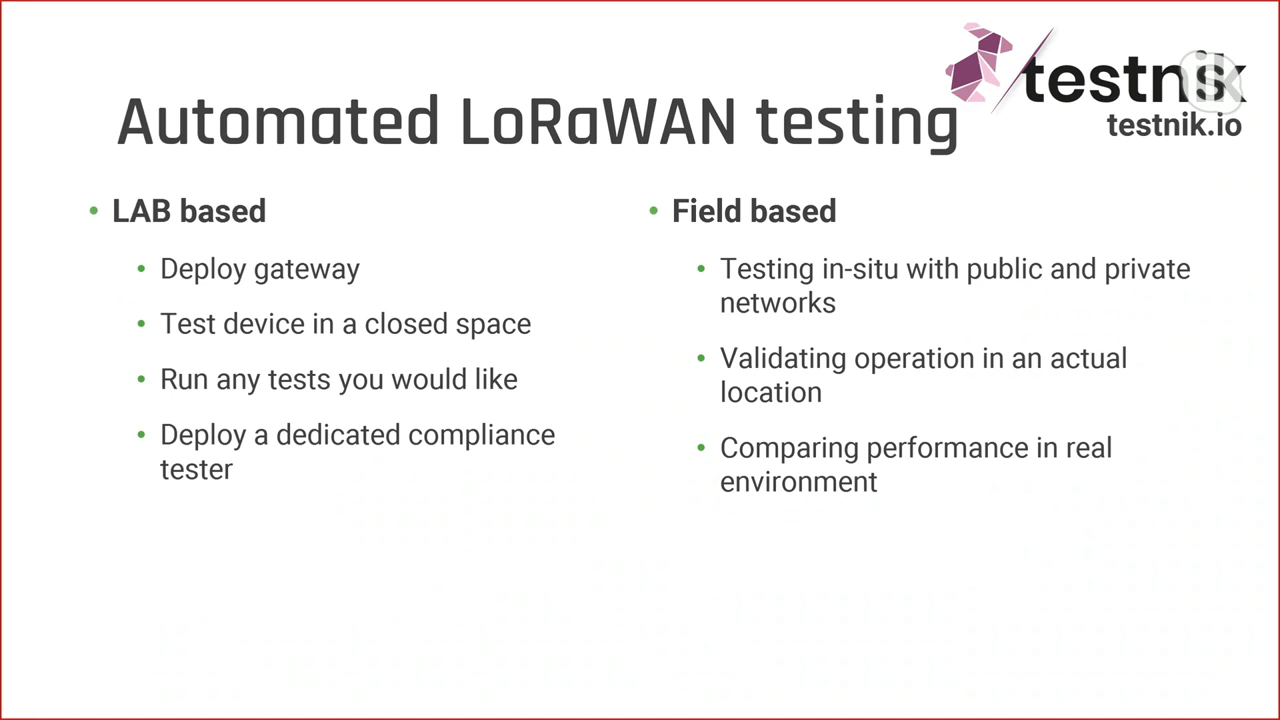 /testnik
testnik.io
Automated LoRaWAN testing
• LAB based
• Deploy gateway
• Test device in a closed space
• Run any tests you would like
• Deploy a dedicated compliance
tester
• Field based
• Testing in-situ with public and private
networks
• Validating operation in an actual
location
• Comparing performance in real
environment